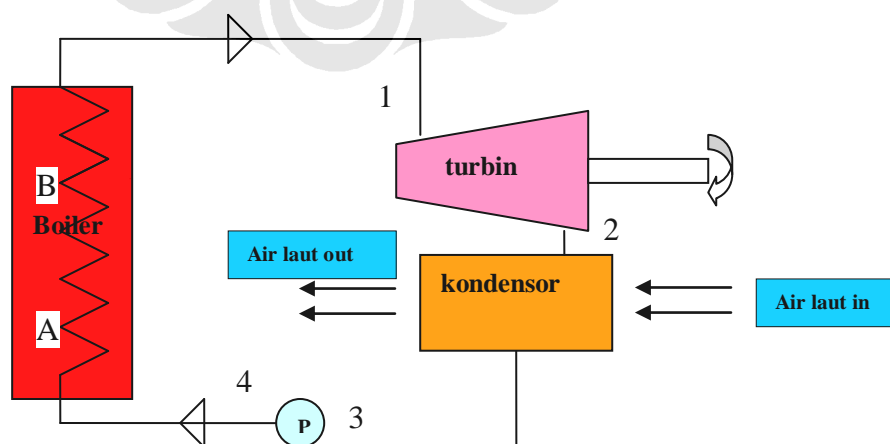 1
turbin
B
Boiler
2
Air laut out
kondensor
Air laut in
A
4
P
3